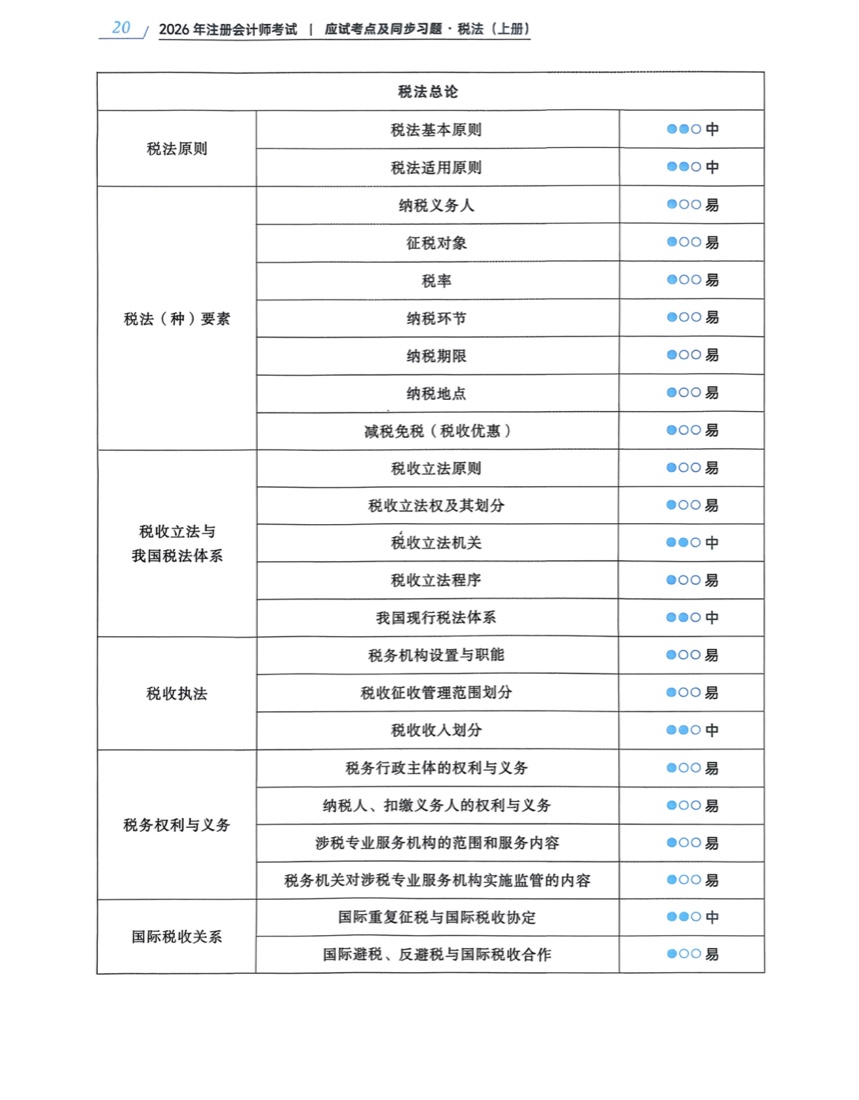 20 2026 年注册会计师考试 | 应试考点及同步习题·税法（上册）
税法总论
税法原则
税法基本原则 中
税法适用原则 中
税法（种）要素
纳税义务人 易
征税对象 易
税率 易
纳税环节 易
纳税期限 易
纳税地点 易
减税免税（税收优惠） 易
税收立法与
我国税法体系
税收立法原则 易
税收立法权及其划分 易
税收立法机关 中
税收立法程序 易
我国现行税法体系 中
税收执法
税务机构设置与职能 易
税收征收管理范围划分 易
税收收入划分 中
税务权利与义务
税务行政主体的权利与义务 易
纳税人、扣缴义务人的权利与义务 易
涉税专业服务机构的范围和服务内容 易
税务机关对涉税专业服务机构实施监管的内容 易
国际税收关系
国际重复征税与国际税收协定 中
国际避税、反避税与国际税收合作 易